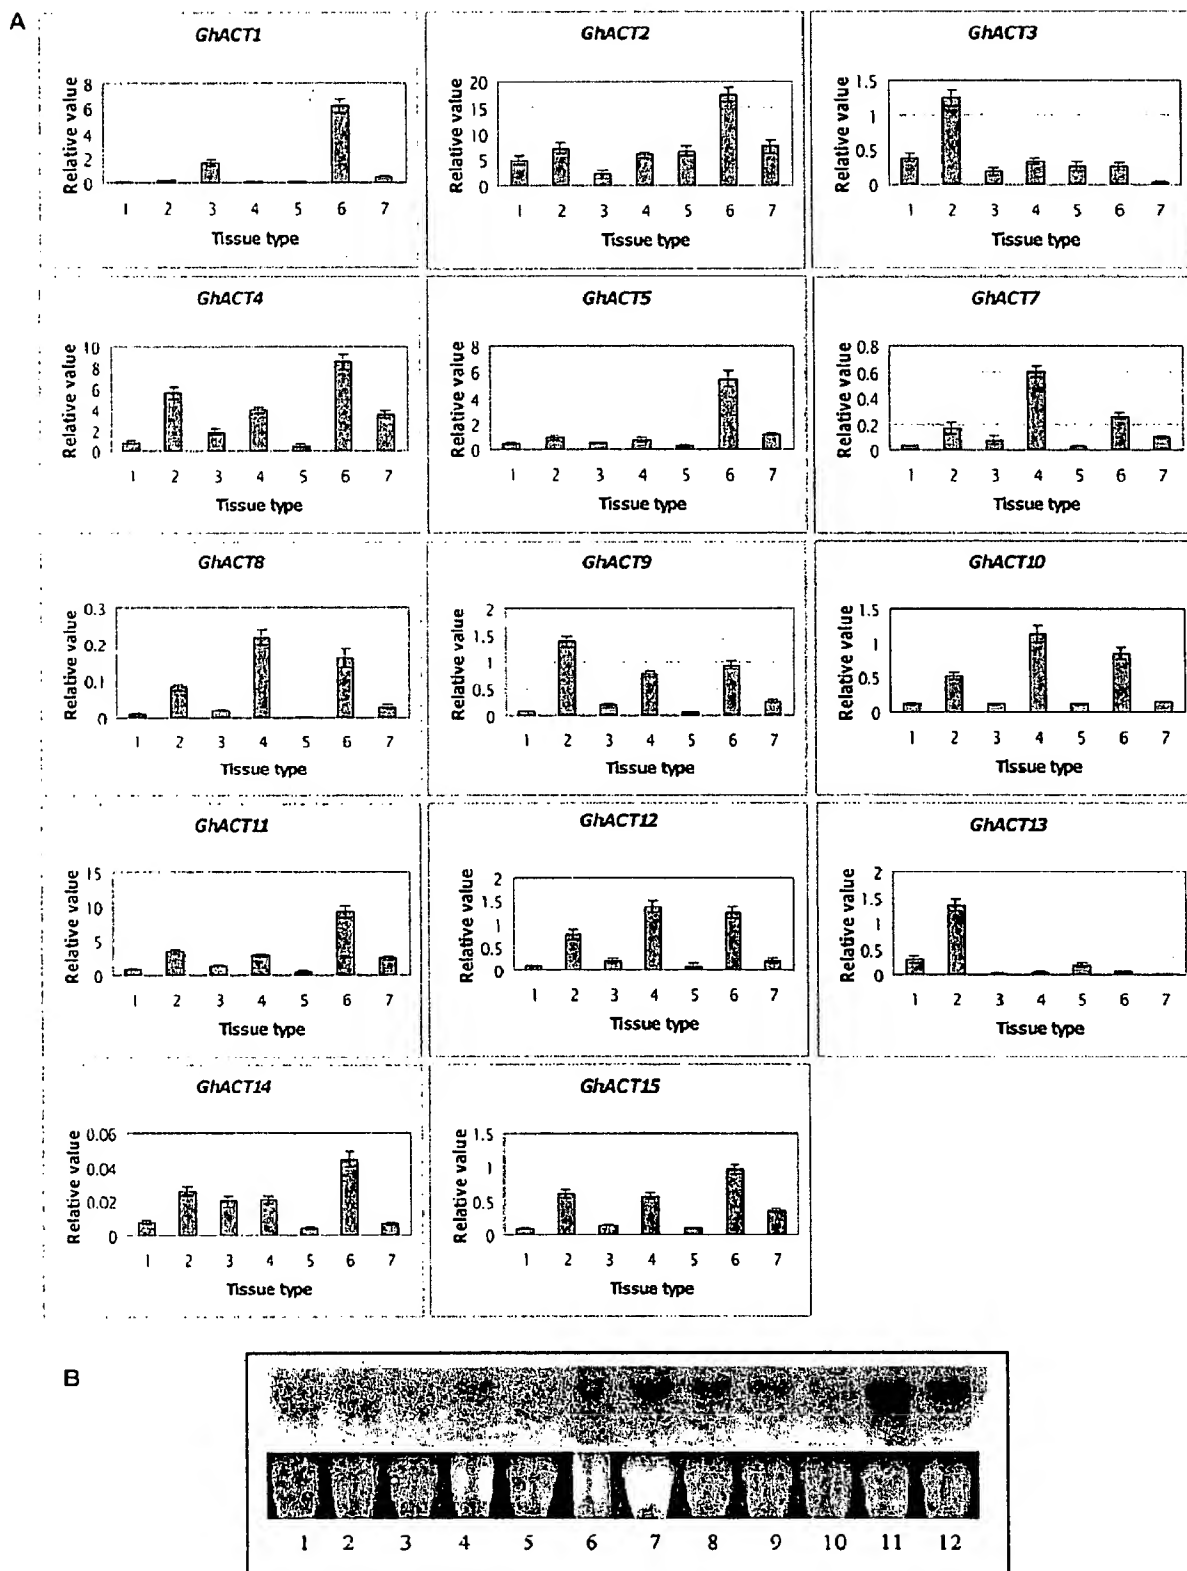 A
GhACT1
Relative value
8
6
4
2
0
1 2 3 4 5 6 7
Tissue type
GhACT2
Relative value
20
15
10
5
0
1 2 3 4 5 6 7
Tissue type
GhACT3
Relative value
1.5
1
0.5
0
1 2 3 4 5 6 7
Tissue type
GhACT4
Relative value
10
8
6
4
2
0
1 2 3 4 5 6 7
Tissue type
GhACT5
Relative value
8
6
4
2
0
1 2 3 4 5 6 7
Tissue type
GhACT7
Relative value
0.8
0.6
0.4
0.2
0
1 2 3 4 5 6 7
Tissue type
GhACT8
Relative value
0.3
0.2
0.1
0
1 2 3 4 5 6 7
Tissue type
GhACT9
Relative value
2
1.5
1
0.5
0
1 2 3 4 5 6 7
Tissue type
GhACT10
Relative value
1.5
1
0.5
0
1 2 3 4 5 6 7
Tissue type
GhACT11
Relative value
15
10
5
0
1 2 3 4 5 6 7
Tissue type
GhACT12
Relative value
2
1.5
1
0.5
0
1 2 3 4 5 6 7
Tissue type
GhACT13
Relative value
2
1.5
1
0.5
0
1 2 3 4 5 6 7
Tissue type
GhACT14
Relative value
0.06
0.04
0.02
0
1 2 3 4 5 6 7
Tissue type
GhACT15
Relative value
1.5
1
0.5
0
1 2 3 4 5 6 7
Tissue type
B
1 2 3 4 5 6 7 8 9 10 11 12